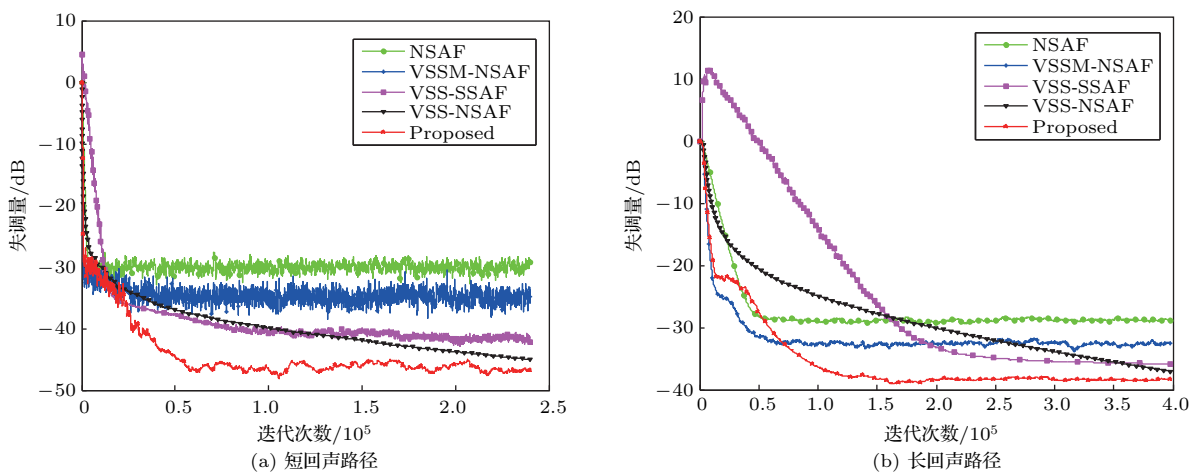 10
0
−10
−20
−30
−40
−50
失调量/dB
NSAF
VSSM-NSAF
VSS-SSAF
VSS-NSAF
Proposed
0 0.5 1.0 1.5 2.0 2.5
迭代次数/10⁵
(a) 短回声路径
20
10
0
−10
−20
−30
−40
失调量/dB
NSAF
VSSM-NSAF
VSS-SSAF
VSS-NSAF
Proposed
0 0.5 1.0 1.5 2.0 2.5 3.0 3.5 4.0
迭代次数/10⁵
(b) 长回声路径